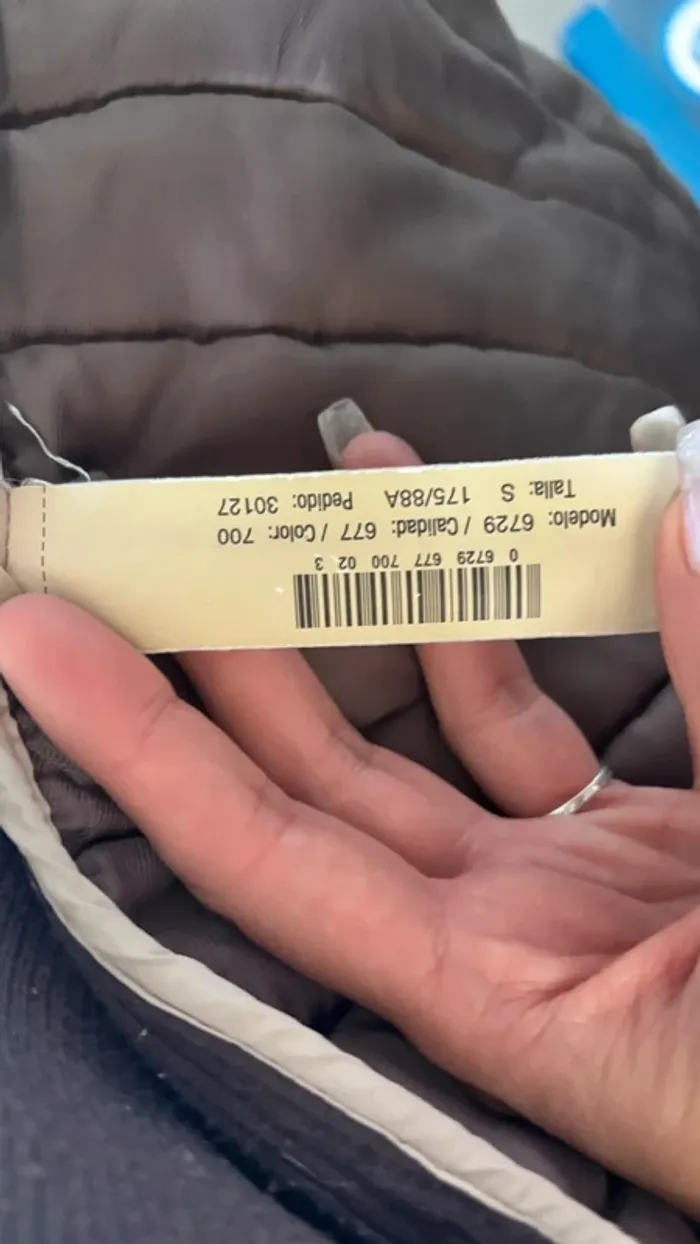 0 6729 677 700 02 3
Modelo: 6729 / Calidad: 677 / Color: 700
Talla: S 175/88A Pedido: 30127